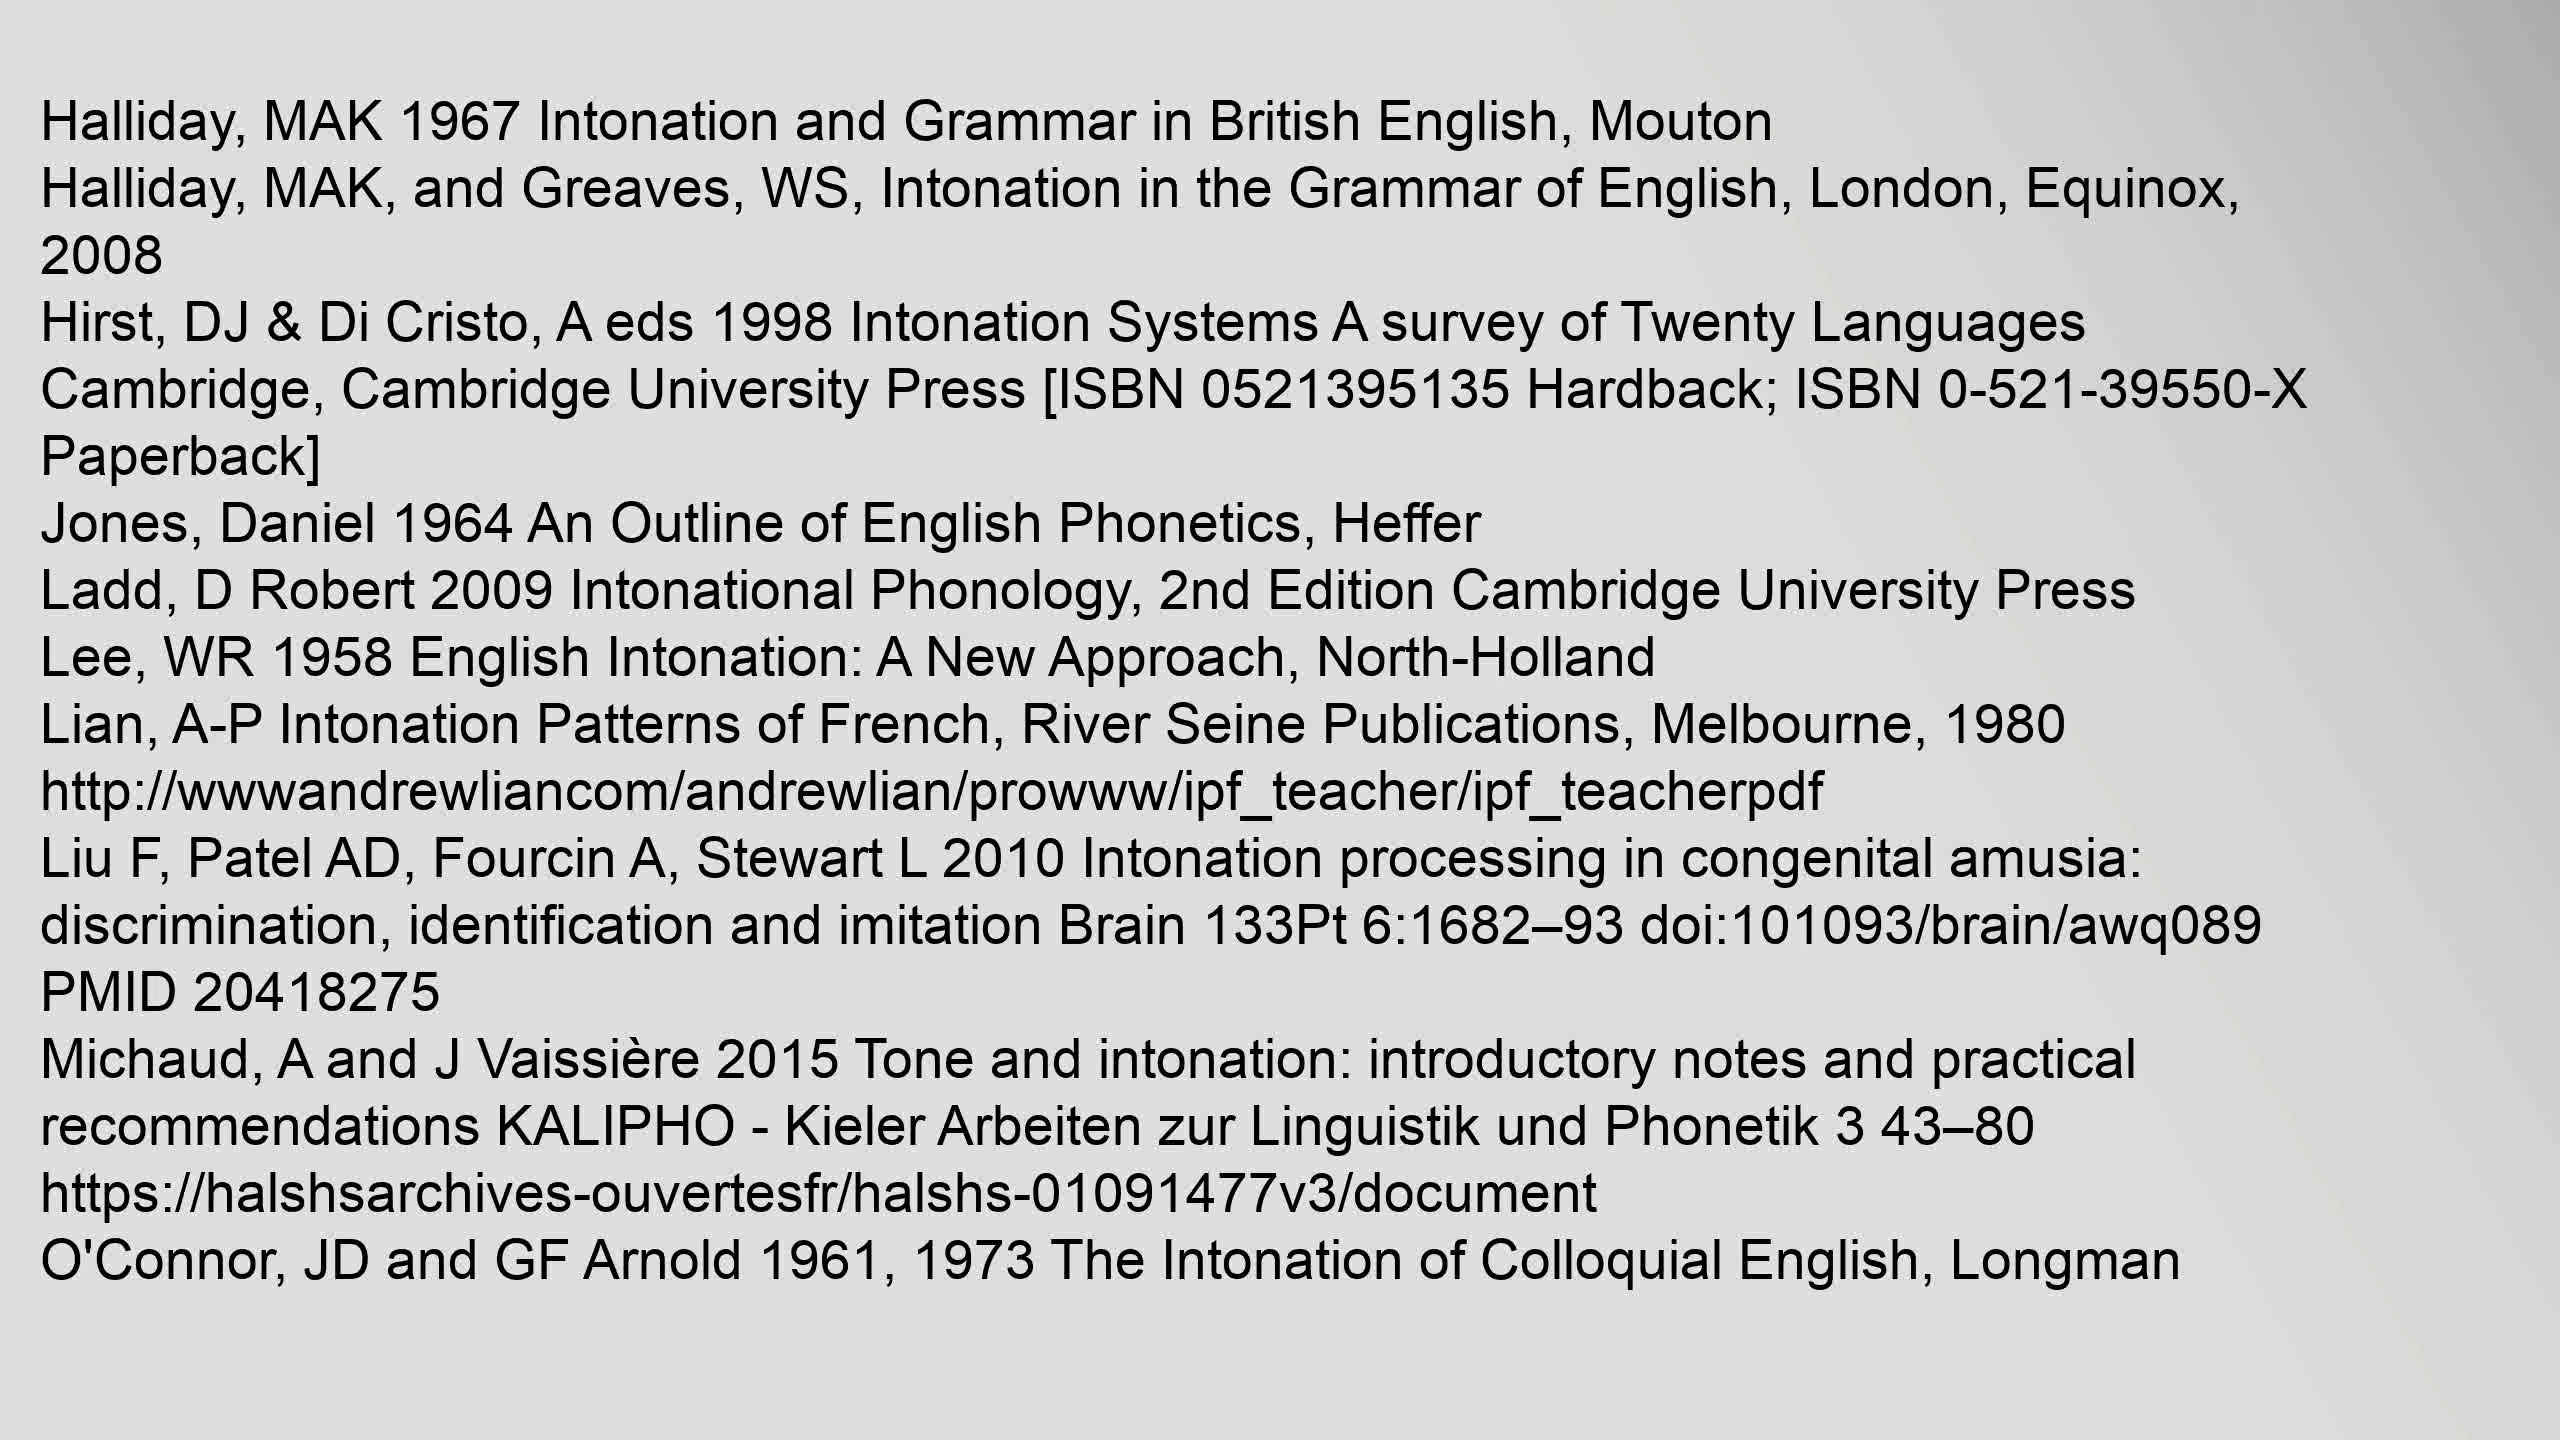 Halliday, MAK 1967 Intonation and Grammar in British English, Mouton
Halliday, MAK, and Greaves, WS, Intonation in the Grammar of English, London, Equinox,
2008
Hirst, DJ & Di Cristo, A eds 1998 Intonation Systems A survey of Twenty Languages
Cambridge, Cambridge University Press [ISBN 0521395135 Hardback; ISBN 0-521-39550-X
Paperback]
Jones, Daniel 1964 An Outline of English Phonetics, Heffer
Ladd, D Robert 2009 Intonational Phonology, 2nd Edition Cambridge University Press
Lee, WR 1958 English Intonation: A New Approach, North-Holland
Lian, A-P Intonation Patterns of French, River Seine Publications, Melbourne, 1980
http://wwwandrewliancom/andrewlian/prowww/ipf_teacher/ipf_teacherpdf
Liu F, Patel AD, Fourcin A, Stewart L 2010 Intonation processing in congenital amusia:
discrimination, identification and imitation Brain 133Pt 6:1682–93 doi:101093/brain/awq089
PMID 20418275
Michaud, A and J Vaissière 2015 Tone and intonation: introductory notes and practical
recommendations KALIPHO - Kieler Arbeiten zur Linguistik und Phonetik 3 43–80
https://halshsarchives-ouvertesfr/halshs-01091477v3/document
O'Connor, JD and GF Arnold 1961, 1973 The Intonation of Colloquial English, Longman